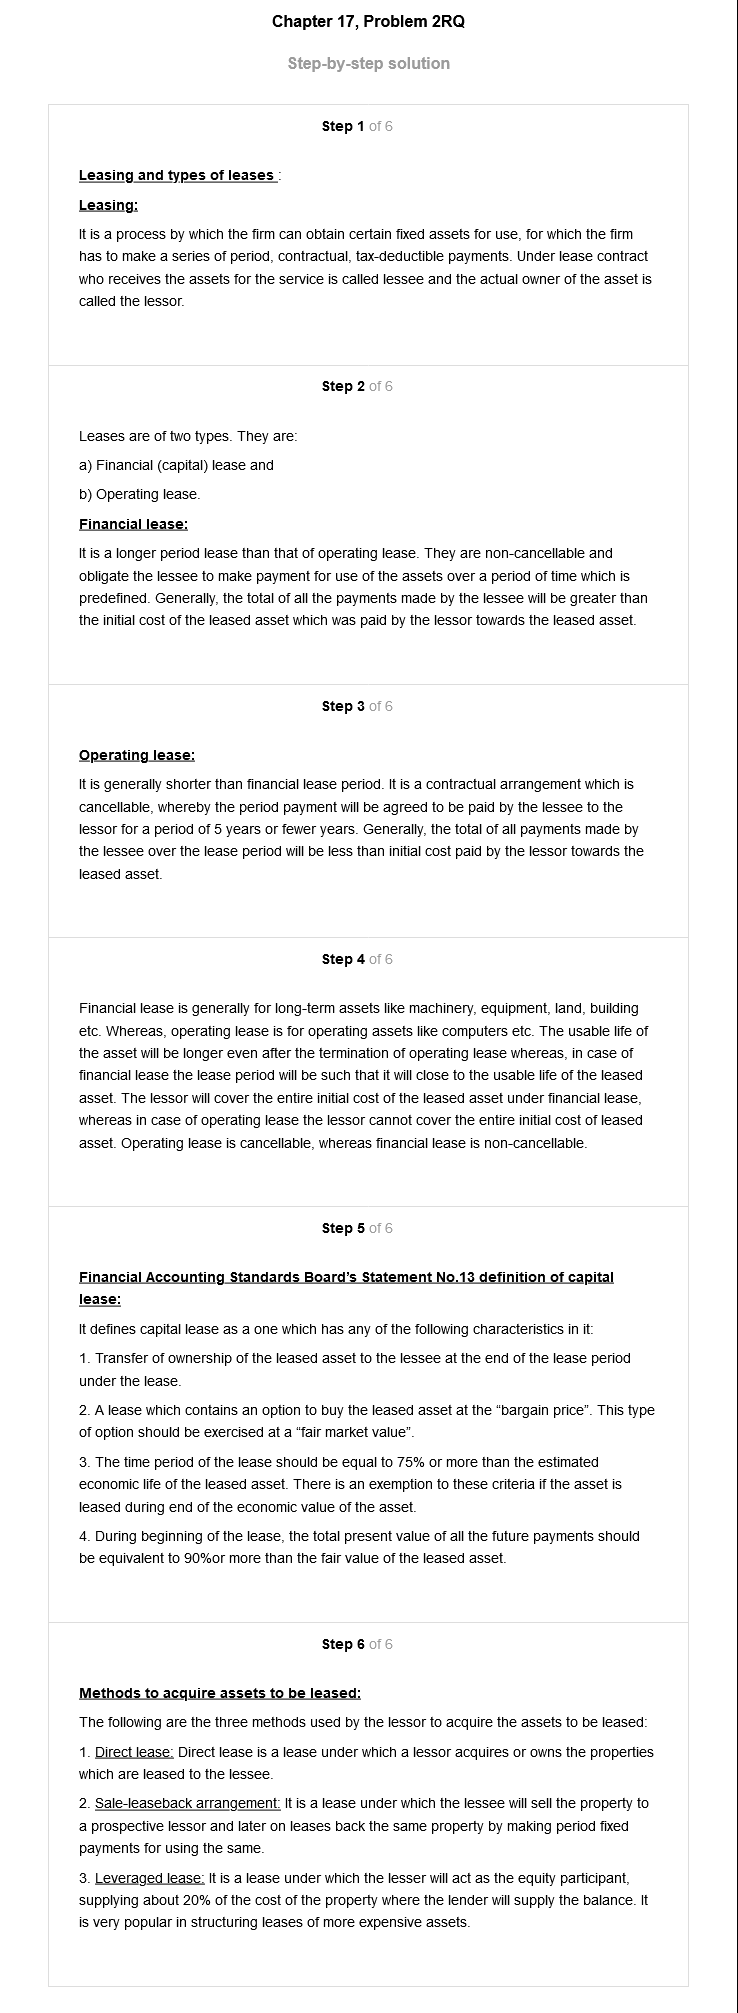 Chapter 17, Problem 2RQ
Step-by-step solution
Step 1 of 6
Leasing and types of leases :
Leasing:
It is a process by which the firm can obtain certain fixed assets for use, for which the firm
has to make a series of period, contractual, tax-deductible payments. Under lease contract
who receives the assets for the service is called lessee and the actual owner of the asset is
called the lessor.
Step 2 of 6
Leases are of two types. They are:
a) Financial (capital) lease and
b) Operating lease.
Financial lease:
It is a longer period lease than that of operating lease. They are non-cancellable and
obligate the lessee to make payment for use of the assets over a period of time which is
predefined. Generally, the total of all the payments made by the lessee will be greater than
the initial cost of the leased asset which was paid by the lessor towards the leased asset.
Step 3 of 6
Operating lease:
It is generally shorter than financial lease period. It is a contractual arrangement which is
cancellable, whereby the period payment will be agreed to be paid by the lessee to the
lessor for a period of 5 years or fewer years. Generally, the total of all payments made by
the lessee over the lease period will be less than initial cost paid by the lessor towards the
leased asset.
Step 4 of 6
Financial lease is generally for long-term assets like machinery, equipment, land, building
etc. Whereas, operating lease is for operating assets like computers etc. The usable life of
the asset will be longer even after the termination of operating lease whereas, in case of
financial lease the lease period will be such that it will close to the usable life of the leased
asset. The lessor will cover the entire initial cost of the leased asset under financial lease,
whereas in case of operating lease the lessor cannot cover the entire initial cost of leased
asset. Operating lease is cancellable, whereas financial lease is non-cancellable.
Step 5 of 6
Financial Accounting Standards Board's Statement No.13 definition of capital
lease:
It defines capital lease as a one which has any of the following characteristics in it:
1. Transfer of ownership of the leased asset to the lessee at the end of the lease period
under the lease.
2. A lease which contains an option to buy the leased asset at the “bargain price”. This type
of option should be exercised at a “fair market value”.
3. The time period of the lease should be equal to 75% or more than the estimated
economic life of the leased asset. There is an exemption to these criteria if the asset is
leased during end of the economic value of the asset.
4. During beginning of the lease, the total present value of all the future payments should
be equivalent to 90%or more than the fair value of the leased asset.
Step 6 of 6
Methods to acquire assets to be leased:
The following are the three methods used by the lessor to acquire the assets to be leased:
1. Direct lease: Direct lease is a lease under which a lessor acquires or owns the properties
which are leased to the lessee.
2. Sale-leaseback arrangement: It is a lease under which the lessee will sell the property to
a prospective lessor and later on leases back the same property by making period fixed
payments for using the same.
3. Leveraged lease: It is a lease under which the lesser will act as the equity participant,
supplying about 20% of the cost of the property where the lender will supply the balance. It
is very popular in structuring leases of more expensive assets.